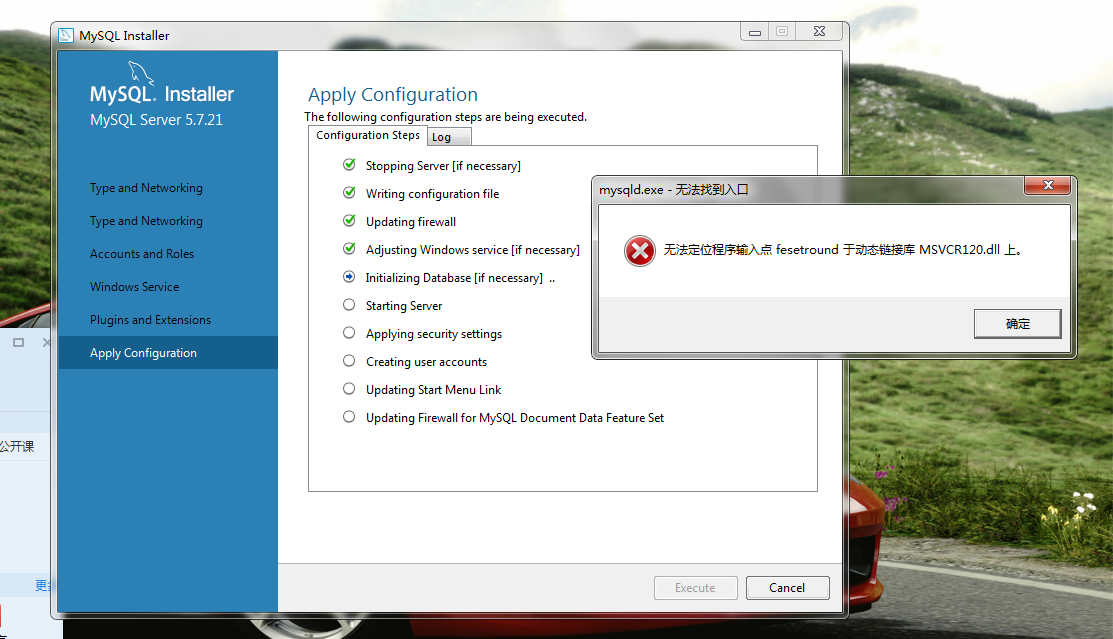 MySQL Installer
MySQL. Installer
MySQL Server 5.7.21
Type and Networking
Type and Networking
Accounts and Roles
Windows Service
Plugins and Extensions
Apply Configuration
Apply Configuration
The following configuration steps are being executed.
Configuration Steps
Log
Stopping Server [if necessary]
Writing configuration file
Updating firewall
Adjusting Windows service [if necessary]
Initializing Database [if necessary] ..
Starting Server
Applying security settings
Creating user accounts
Updating Start Menu Link
Updating Firewall for MySQL Document Data Feature Set
Execute
Cancel
mysqld.exe - 无法找到入口
无法定位程序输入点 fesetround 于动态链接库 MSVCR120.dll 上。
确定
公开课